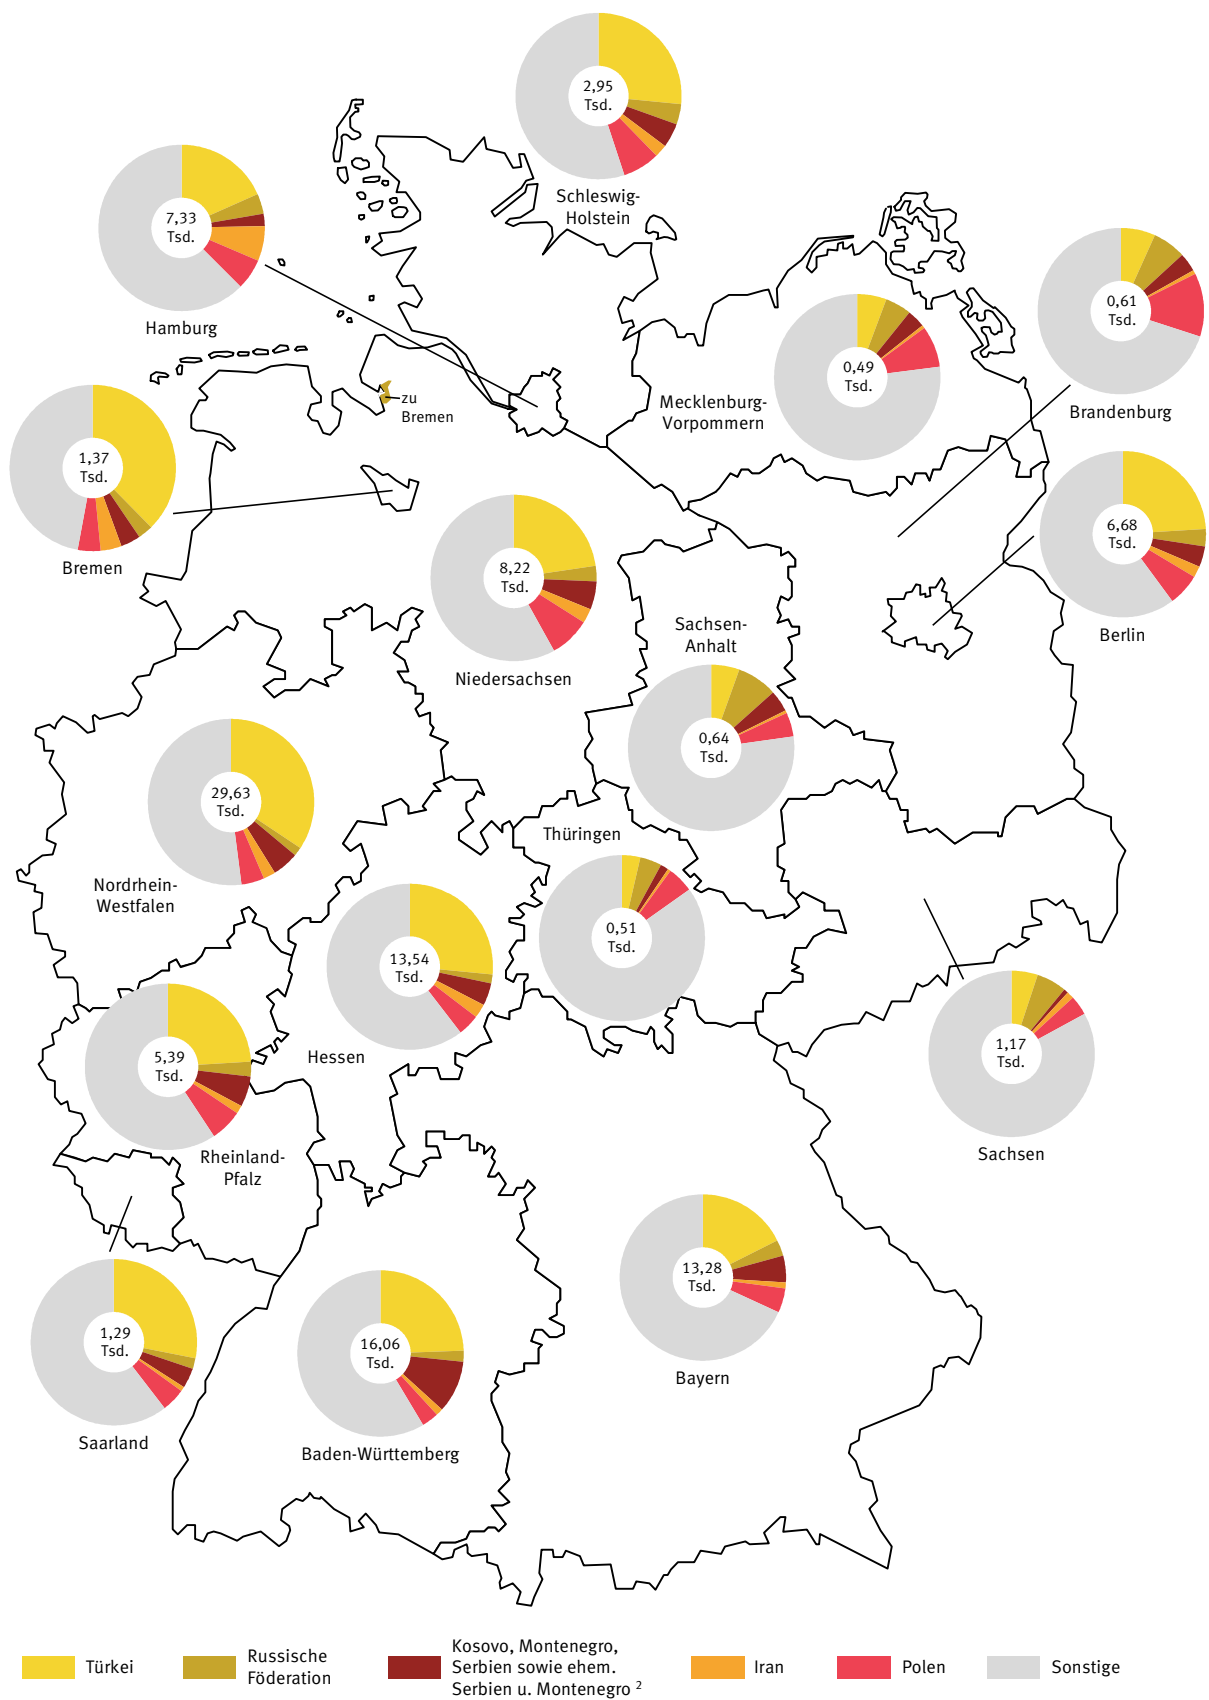 2,95
Tsd.
Schleswig-
Holstein
7,33
Tsd.
Hamburg
0,61
Tsd.
Brandenburg
0,49
Tsd.
Mecklenburg-
Vorpommern
zu
Bremen
1,37
Tsd.
Bremen
6,68
Tsd.
Berlin
8,22
Tsd.
Niedersachsen
Sachsen-
Anhalt
0,64
Tsd.
29,63
Tsd.
Nordrhein-
Westfalen
Thüringen
0,51
Tsd.
13,54
Tsd.
Hessen
5,39
Tsd.
Rheinland-
Pfalz
1,17
Tsd.
Sachsen
13,28
Tsd.
Bayern
1,29
Tsd.
Saarland
16,06
Tsd.
Baden-Württemberg
Türkei
Russische
Föderation
Kosovo, Montenegro,
Serbien sowie ehem.
Serbien u. Montenegro ²
Iran
Polen
Sonstige